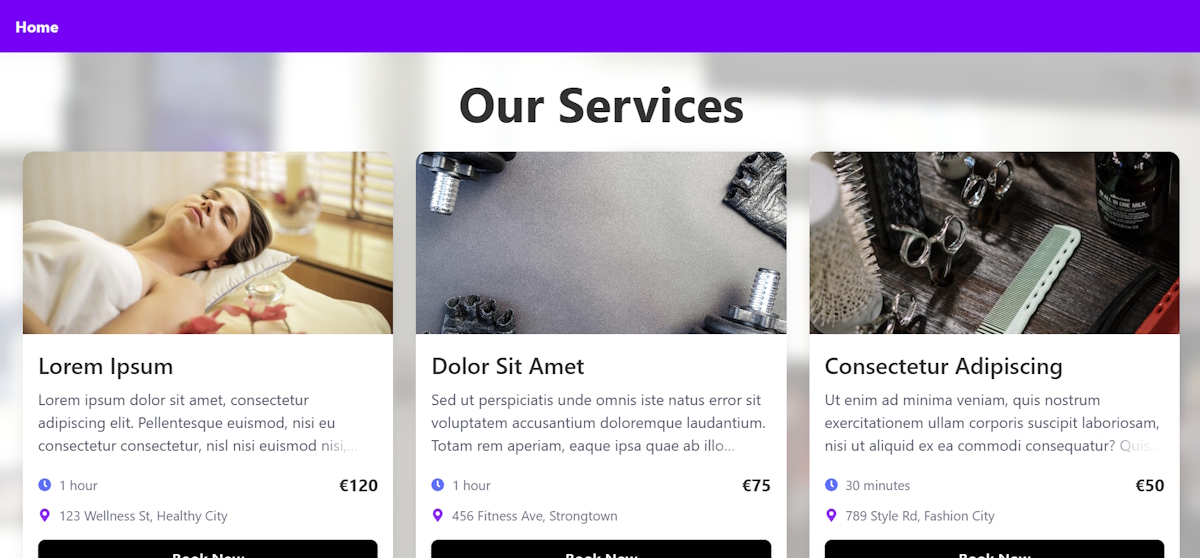 Home
Our Services
Lorem Ipsum
Lorem ipsum dolor sit amet, consectetur
adipiscing elit. Pellentesque euismod, nisi eu
consectetur consectetur, nisl nisi euismod nisi,...
1 hour
€120
123 Wellness St, Healthy City
Book Now
Dolor Sit Amet
Sed ut perspiciatis unde omnis iste natus error sit
voluptatem accusantium doloremque laudantium.
Totam rem aperiam, eaque ipsa quae ab illo...
1 hour
€75
456 Fitness Ave, Strongtown
Book Now
ALL IN ONE MILK
Consectetur Adipiscing
Ut enim ad minima veniam, quis nostrum
exercitationem ullam corporis suscipit laboriosam,
nisi ut aliquid ex ea commodi consequatur? Quis...
30 minutes
€50
789 Style Rd, Fashion City
Book Now